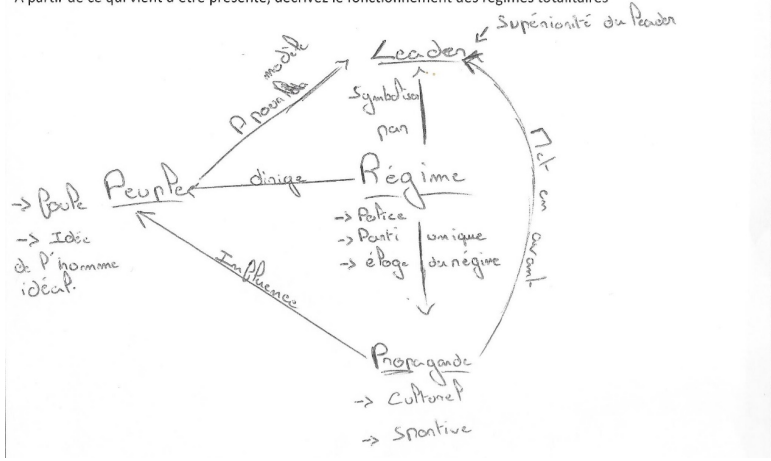 A partir de ce qui vient d'être présenté, décrivez le fonctionnement des régimes totalitaires
Supériorité du leader
Leader
modèle
A pour
Symboliser
par
Met en avant
Peuple
dirige
Régime
-> foule
-> Idée
de l'homme
idéal.
-> Police
-> Parti unique
-> éloge du régime
Influence
Propagande
-> Culturel
-> Sportive